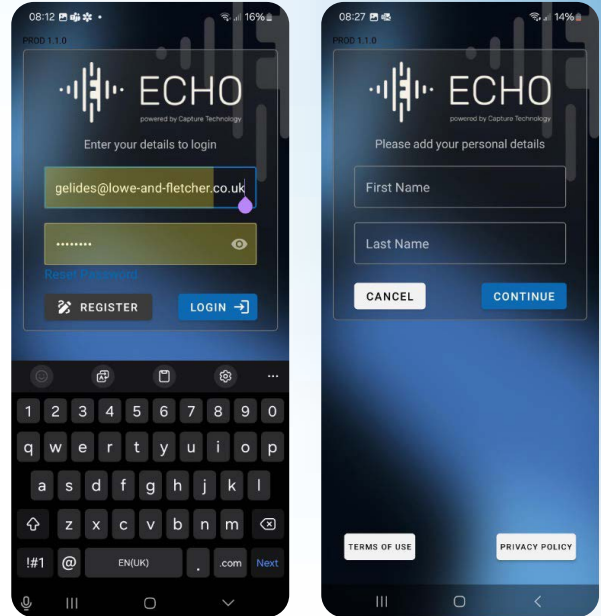 08:12
16%
PROD 1.1.0
ECHO
powered by Capture Technology
Enter your details to login
gelides@lowe-and-fletcher.co.uk
Reset Password
REGISTER
LOGIN
1 2 3 4 5 6 7 8 9 0
q w e r t y u i o p
a s d f g h j k l
z x c v b n m
!#1 @ EN(UK) . .com Next
08:27
14%
PROD 1.1.0
ECHO
powered by Capture Technology
Please add your personal details
First Name
Last Name
CANCEL
CONTINUE
TERMS OF USE
PRIVACY POLICY